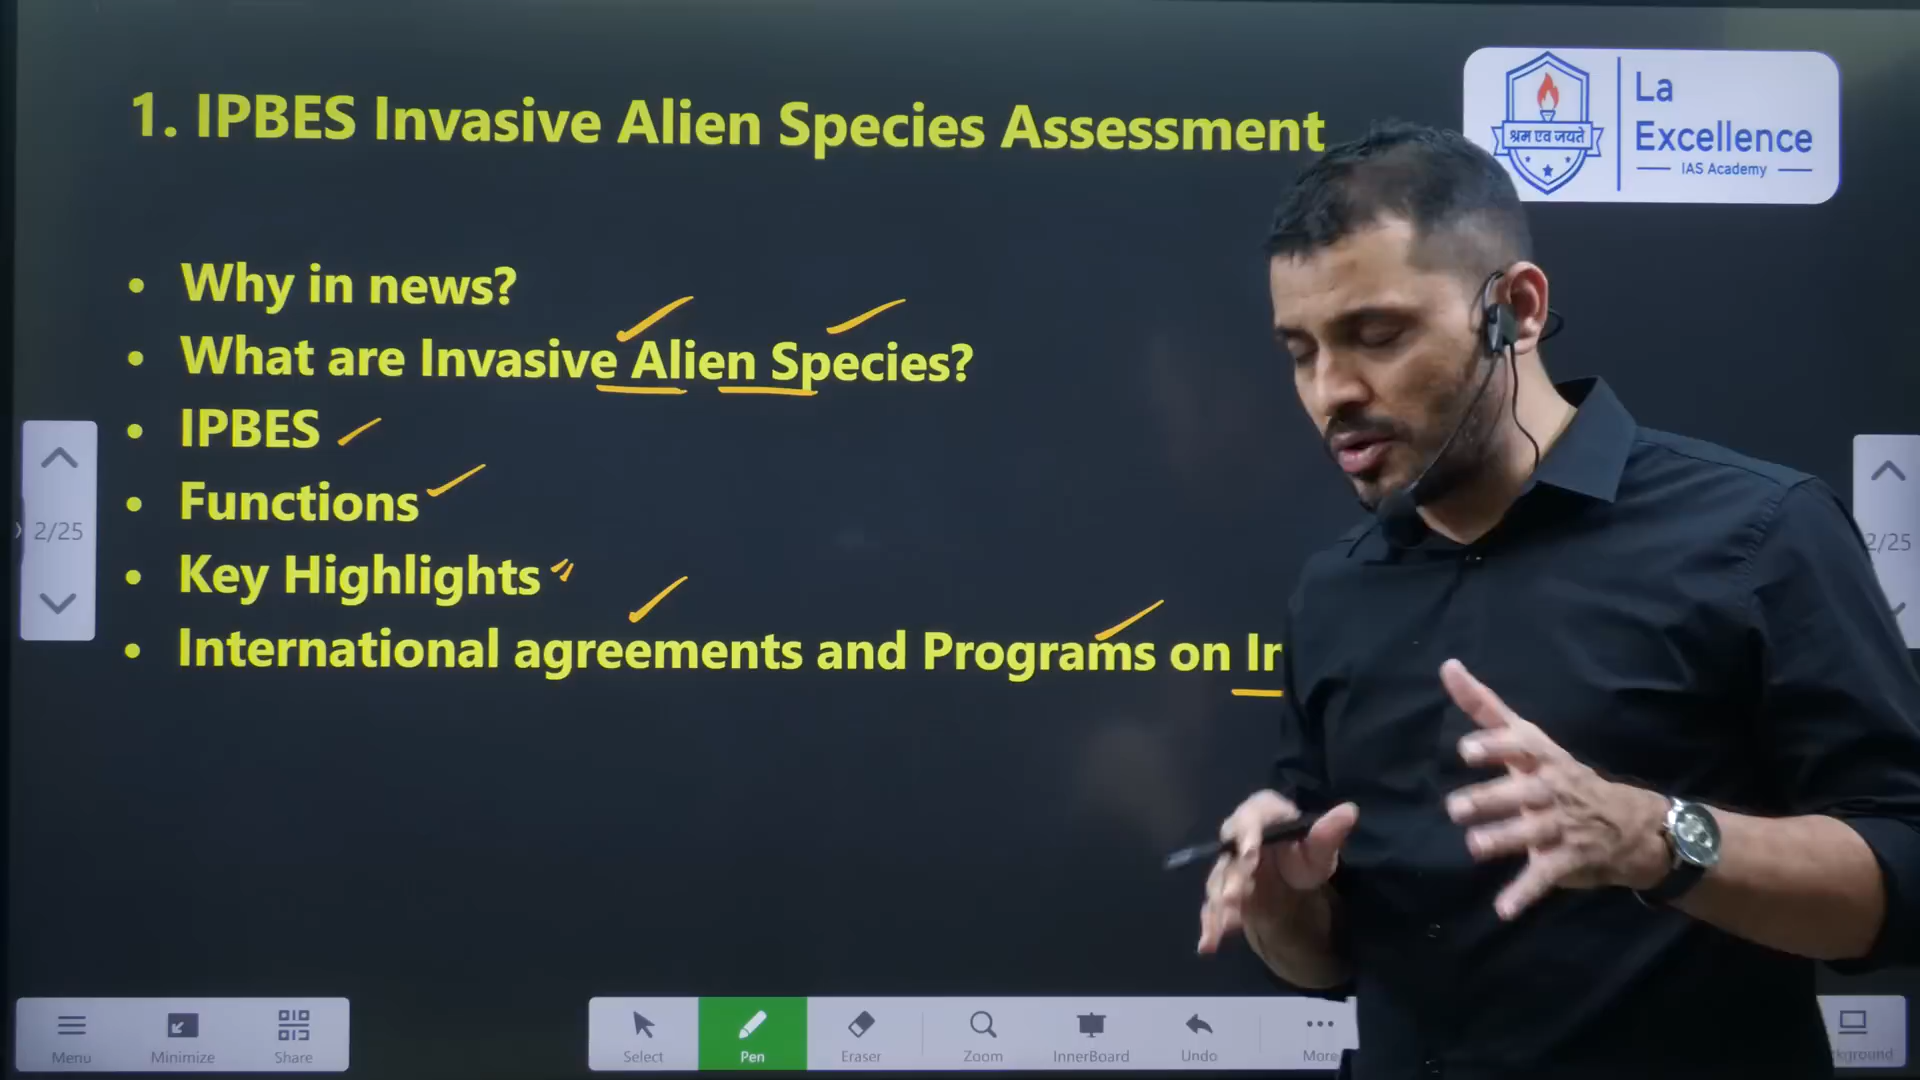 1. IPBES Invasive Alien Species Assessment
La
Excellence
IAS Academy
श्रम एव जयते
• Why in news?
• What are Invasive Alien Species?
• IPBES
• Functions
• Key Highlights
• International agreements and Programs on In
2/25
2/25
Menu
Minimize
Share
Select
Pen
Eraser
Zoom
InnerBoard
Undo
More
kground